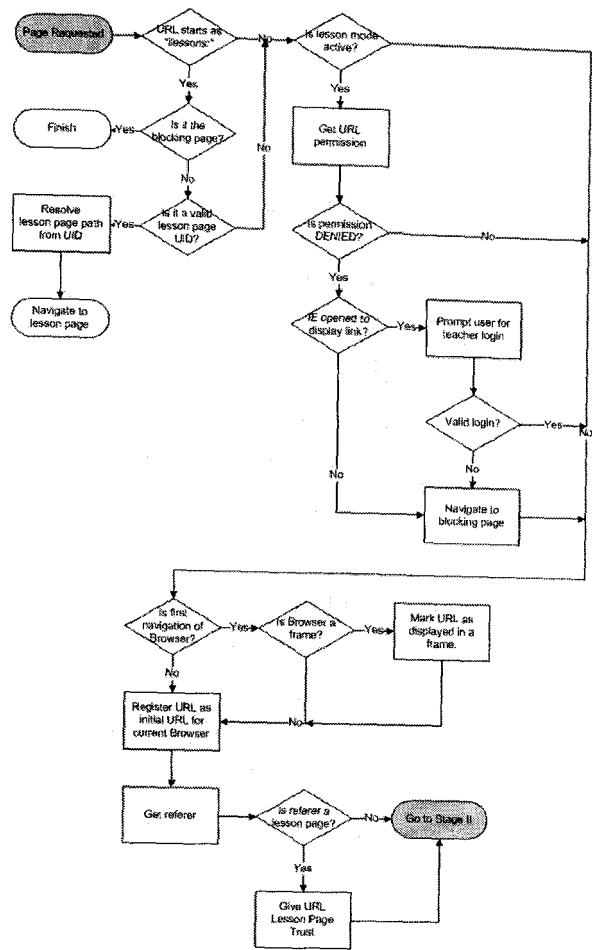 Page Requested
URL starts as
"lessons:"
No
Is lesson mode
active?
Yes
Yes
Finish
Yes
Is it the
blocking page?
Get URL
permission
No
No
Resolve
lesson page path
from UID
Yes
Is it a valid
lesson page
UID?
Is permission
DENIED?
No
Yes
Navigate to
lesson page
IE opened to
display link?
Yes
Prompt user for
teacher login
Valid login?
Yes
No
No
No
Navigate to
blocking page
Is first
navigation of
Browser?
Yes
Is Browser a
frame?
Yes
Mark URL as
displayed in a
frame.
No
Register URL as
initial URL for
current Browser
No
Get referer
Is referer a
lesson page?
No
Go to Stage II
Yes
Give URL
Lesson Page
Trust